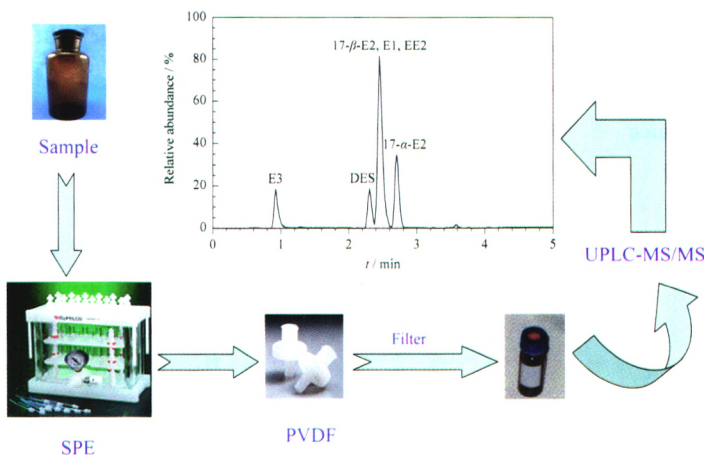 17-β-E2, E1, EE2
17-α-E2
E3
DES
Relative abundance / %
100
80
60
40
20
0
0
1
2
3
4
5
t / min
Sample
UPLC-MS/MS
Filter
SPE
PVDF